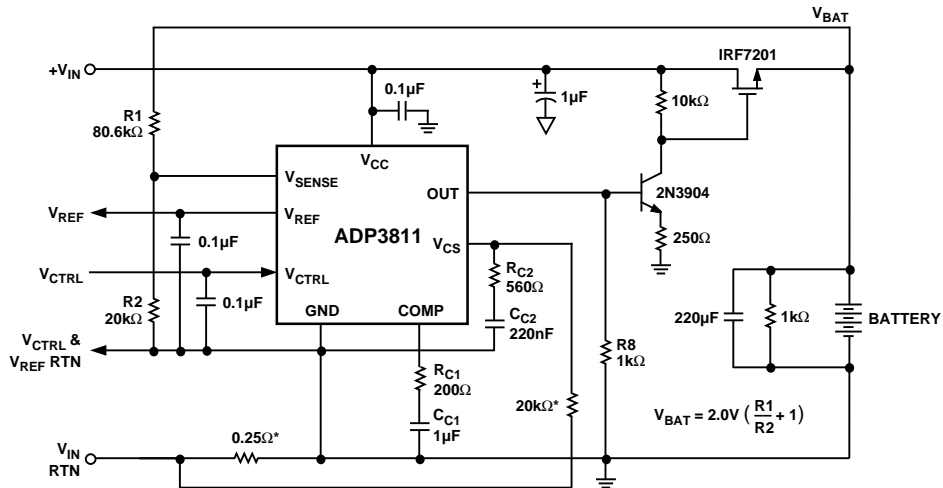 V_BAT
IRF7201
+V_IN
0.1µF
+
1µF
10kΩ
R1
80.6kΩ
V_CC
V_SENSE
OUT
2N3904
V_REF
V_REF
ADP3811
0.1µF
V_CS
250Ω
V_CTRL
V_CTRL
R_C2
560Ω
0.1µF
R2
20kΩ
GND
COMP
C_C2
220nF
220µF
1kΩ
BATTERY
V_CTRL &
V_REF RTN
R8
1kΩ
R_C1
200Ω
20kΩ*
C_C1
1µF
V_BAT = 2.0V (R1/R2 + 1)
V_IN
RTN
0.25Ω*